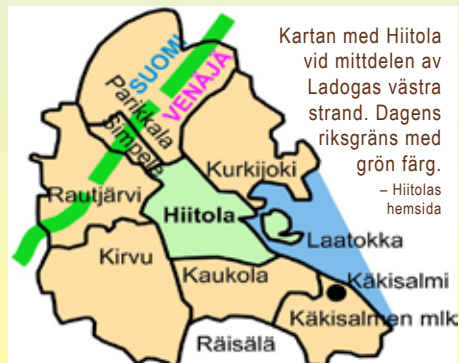 Kartan med Hiitola
vid mittdelen av
Ladogas västra
strand. Dagens
riksgräns med
grön färg.
– Hiitolas
hemsida
SUOMI
VENÄJÄ
Parikkala
Simpele
Kurkijoki
Rautjärvi
Hiitola
Laatokka
Kirvu
Kaukola
Käkisalmi
Käkisalmen mlk
Räisälä